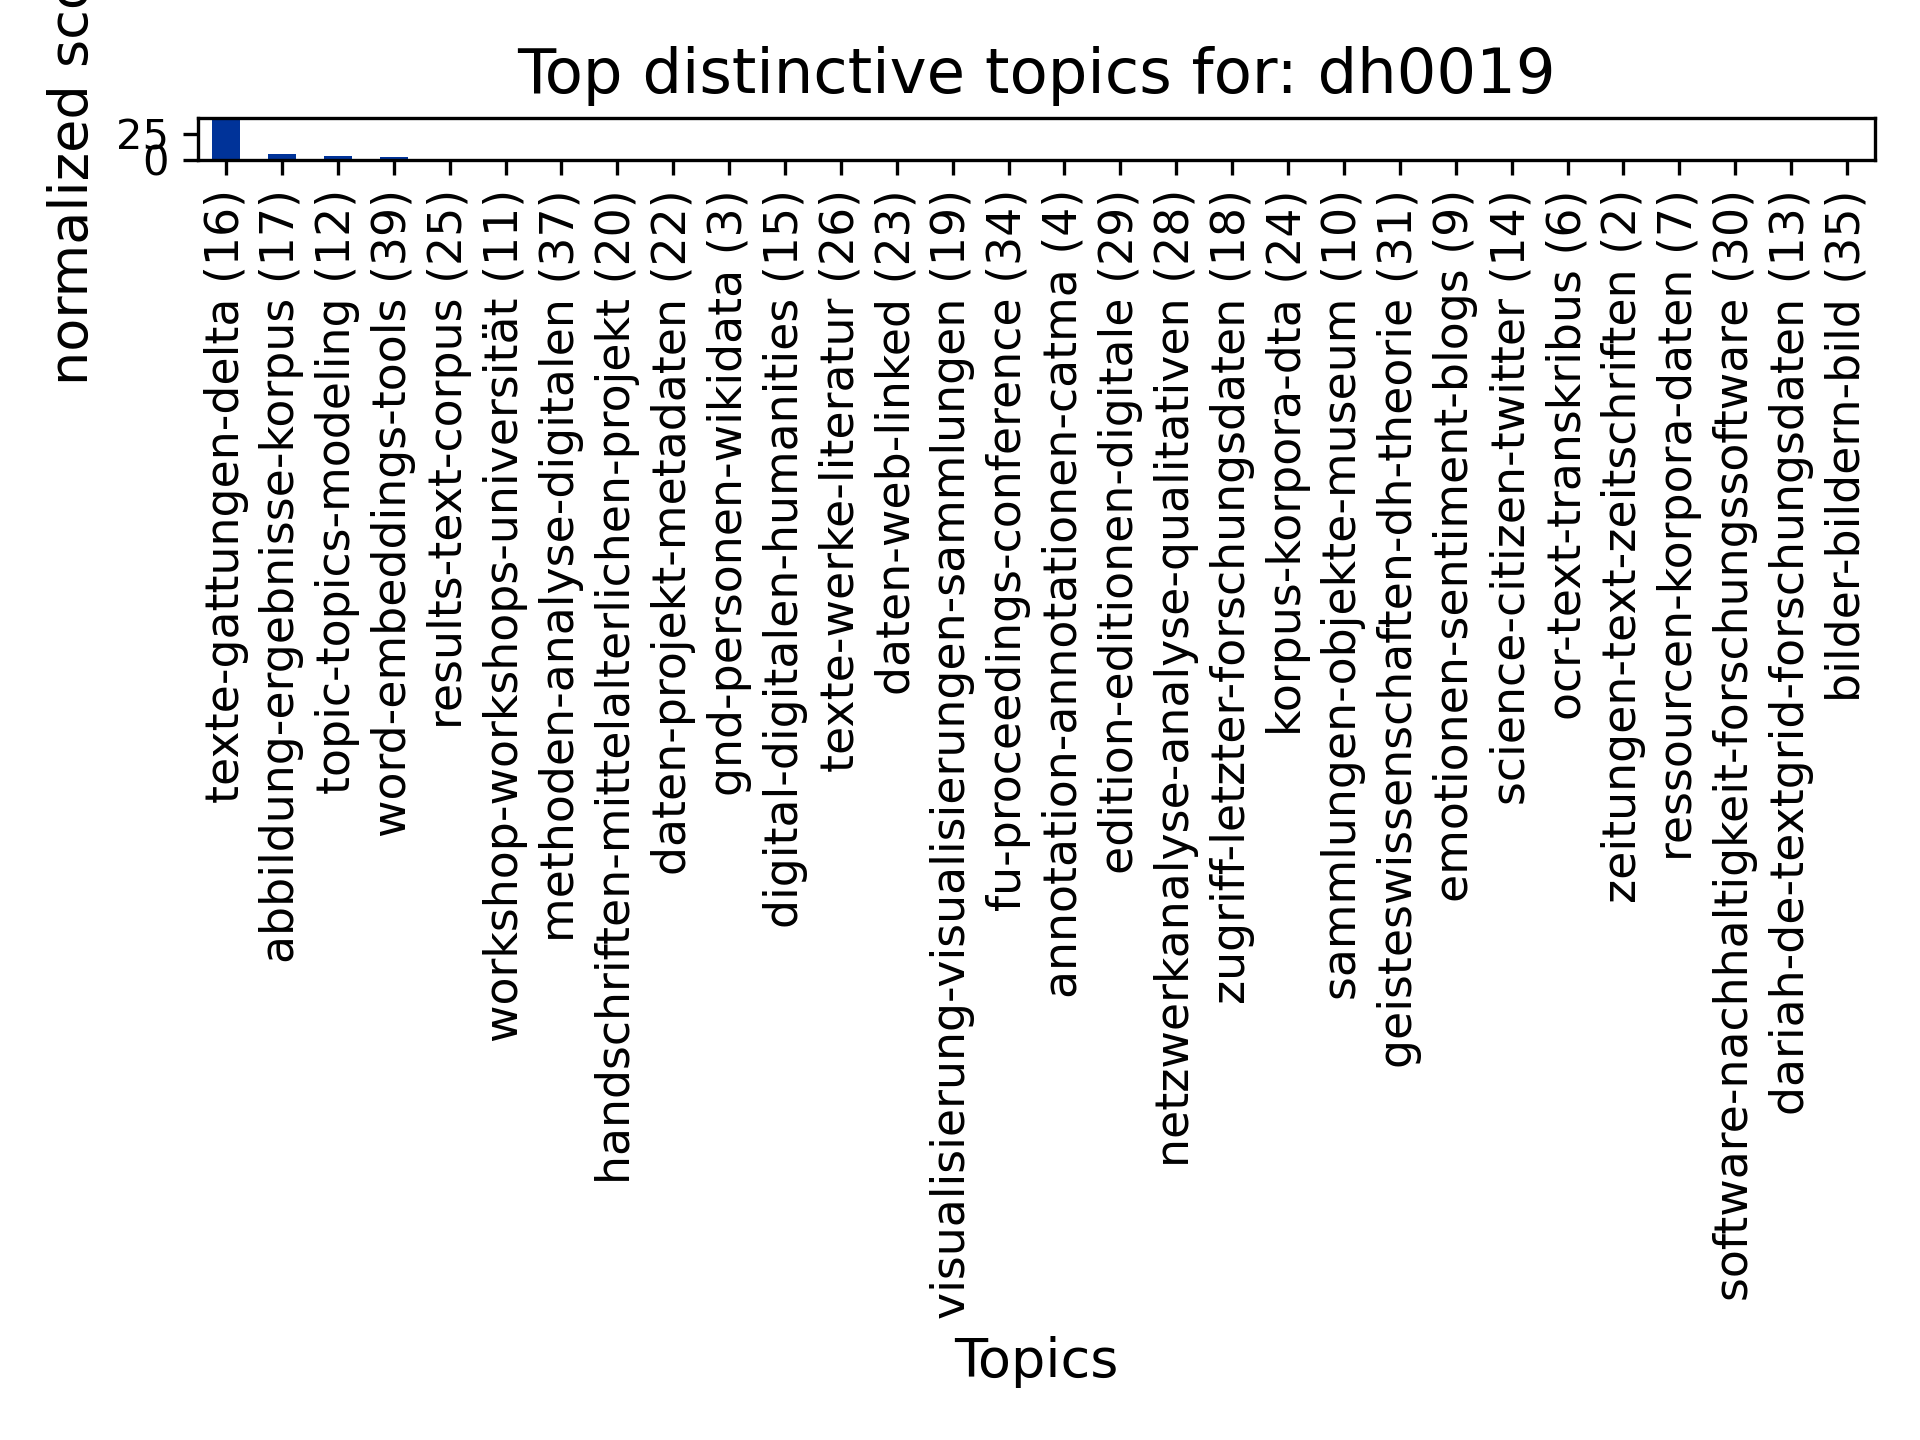 Top distinctive topics for: dh0019
normalized
25
0
texte-gattungen-delta (16)
abbildung-ergebnisse-korpus (17)
topic-topics-modeling (12)
word-embeddings-tools (39)
results-text-corpus (25)
workshop-workshops-universität (11)
methoden-analyse-digitalen (37)
handschriften-mittelalterlichen-projekt (20)
daten-projekt-metadaten (22)
gnd-personen-wikidata (3)
digital-digitalen-humanities (15)
texte-werke-literatur (26)
daten-web-linked (23)
visualisierung-visualisierungen-sammlungen (19)
fu-proceedings-conference (34)
annotation-annotationen-catma (4)
edition-editionen-digitale (29)
netzwerkanalyse-analyse-qualitativen (28)
zugriff-letzter-forschungsdaten (18)
korpus-korpora-dta (24)
sammlungen-objekte-museum (10)
geisteswissenschaften-dh-theorie (31)
emotionen-sentiment-blogs (9)
science-citizen-twitter (14)
ocr-text-transkribus (6)
zeitungen-text-zeitschriften (2)
ressourcen-korpora-daten (7)
software-nachhaltigkeit-forschungssoftware (30)
dariah-de-textgrid-forschungsdaten (13)
bilder-bildern-bild (35)
Topics